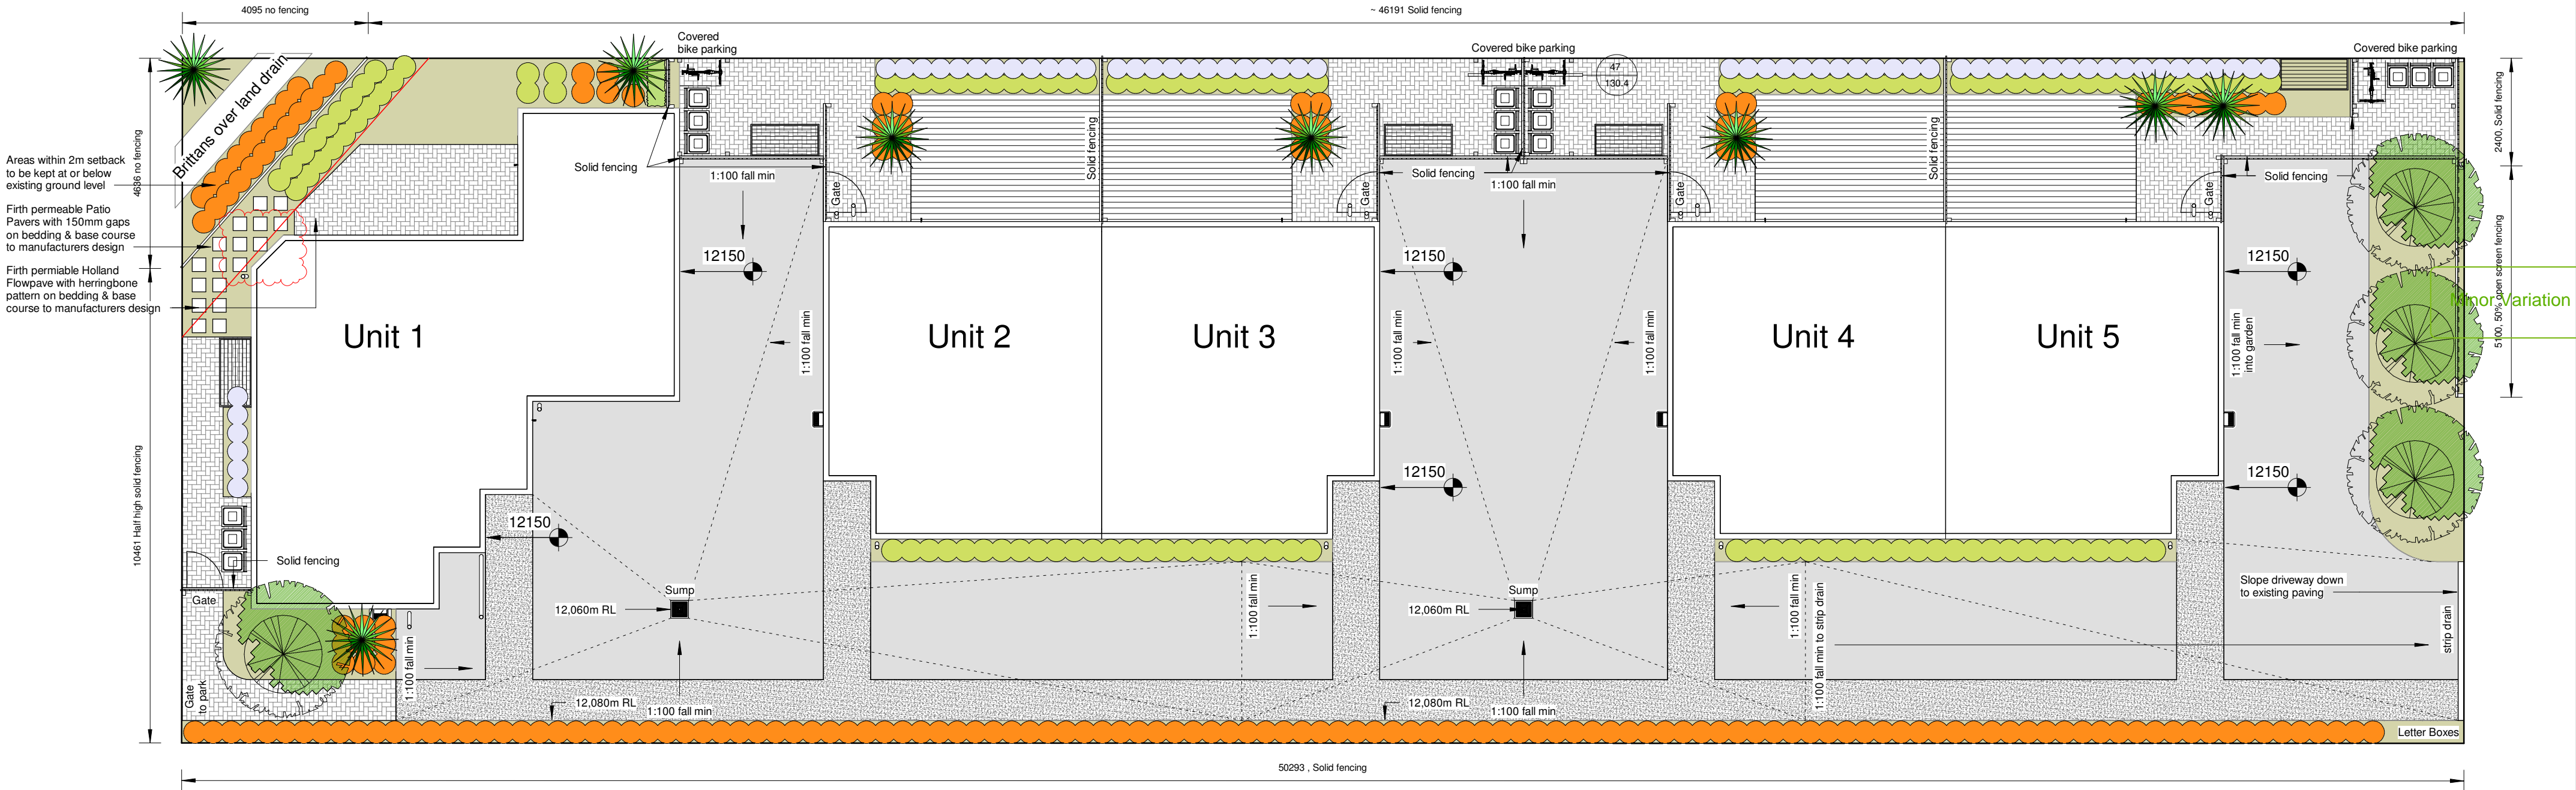 4095 no fencing
~ 46191 Solid fencing
Covered
bike parking
Covered bike parking
Covered bike parking
47
130.4
Brittans over land drain
4636 no fencing
Areas within 2m setback
to be kept at or below
existing ground level
Firth permeable Patio
Pavers with 150mm gaps
on bedding & base course
to manufacturers design
Firth permiable Holland
Flowpave with herringbone
pattern on bedding & base
course to manufacturers design
Solid fencing
1:100 fall min
Gate
Solid fencing
Gate
Solid fencing
1:100 fall min
Gate
Solid fencing
Gate
Solid fencing
2400, Solid fencing
12150
12150
12150
5100, 50% open screen fencing
Minor Variation
Unit 1
1:100 fall min
Unit 2
Unit 3
1:100 fall min
1:100 fall min
Unit 4
Unit 5
1:100 fall min
into garden
10461 Half high solid fencing
12150
12150
12150
Solid fencing
Gate
Gate
to park
1:100 fall min
Sump
12,060m RL
12,080m RL
1:100 fall min
1:100 fall min
Sump
12,060m RL
12,080m RL
1:100 fall min
1:100 fall min
1:100 fall min to strip drain
Slope driveway down
to existing paving
strip drain
Letter Boxes
50293 , Solid fencing